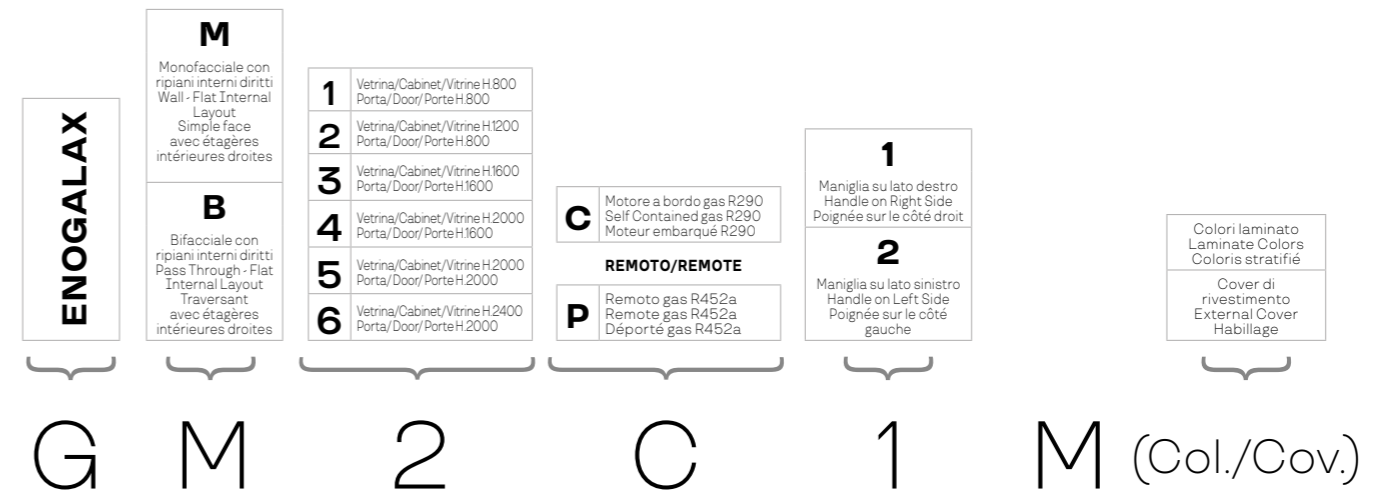 ENOGALAX
M
Monofacciale con
ripiani interni diritti
Wall - Flat Internal
Layout
Simple face
avec étagères
intérieures droites
B
Bifacciale con
ripiani interni diritti
Pass Through - Flat
Internal Layout
Traversant
avec étagères
intérieures droites
1
Vetrina/Cabinet/Vitrine H.800
Porta/Door/Porte H.800
2
Vetrina/Cabinet/Vitrine H.1200
Porta/Door/Porte H.800
3
Vetrina/Cabinet/Vitrine H.1600
Porta/Door/Porte H.1600
4
Vetrina/Cabinet/Vitrine H.2000
Porta/Door/Porte H.1600
5
Vetrina/Cabinet/Vitrine H.2000
Porta/Door/Porte H.2000
6
Vetrina/Cabinet/Vitrine H.2400
Porta/Door/Porte H.2000
C
Motore a bordo gas R290
Self Contained gas R290
Moteur embarqué R290
REMOTO/REMOTE
P
Remoto gas R452a
Remote gas R452a
Déporté gas R452a
1
Maniglia su lato destro
Handle on Right Side
Poignée sur le côté droit
2
Maniglia su lato sinistro
Handle on Left Side
Poignée sur le côté
gauche
Colori laminato
Laminate Colors
Coloris stratifié
Cover di
rivestimento
External Cover
Habillage
G M 2 C 1 M (Col./Cov.)